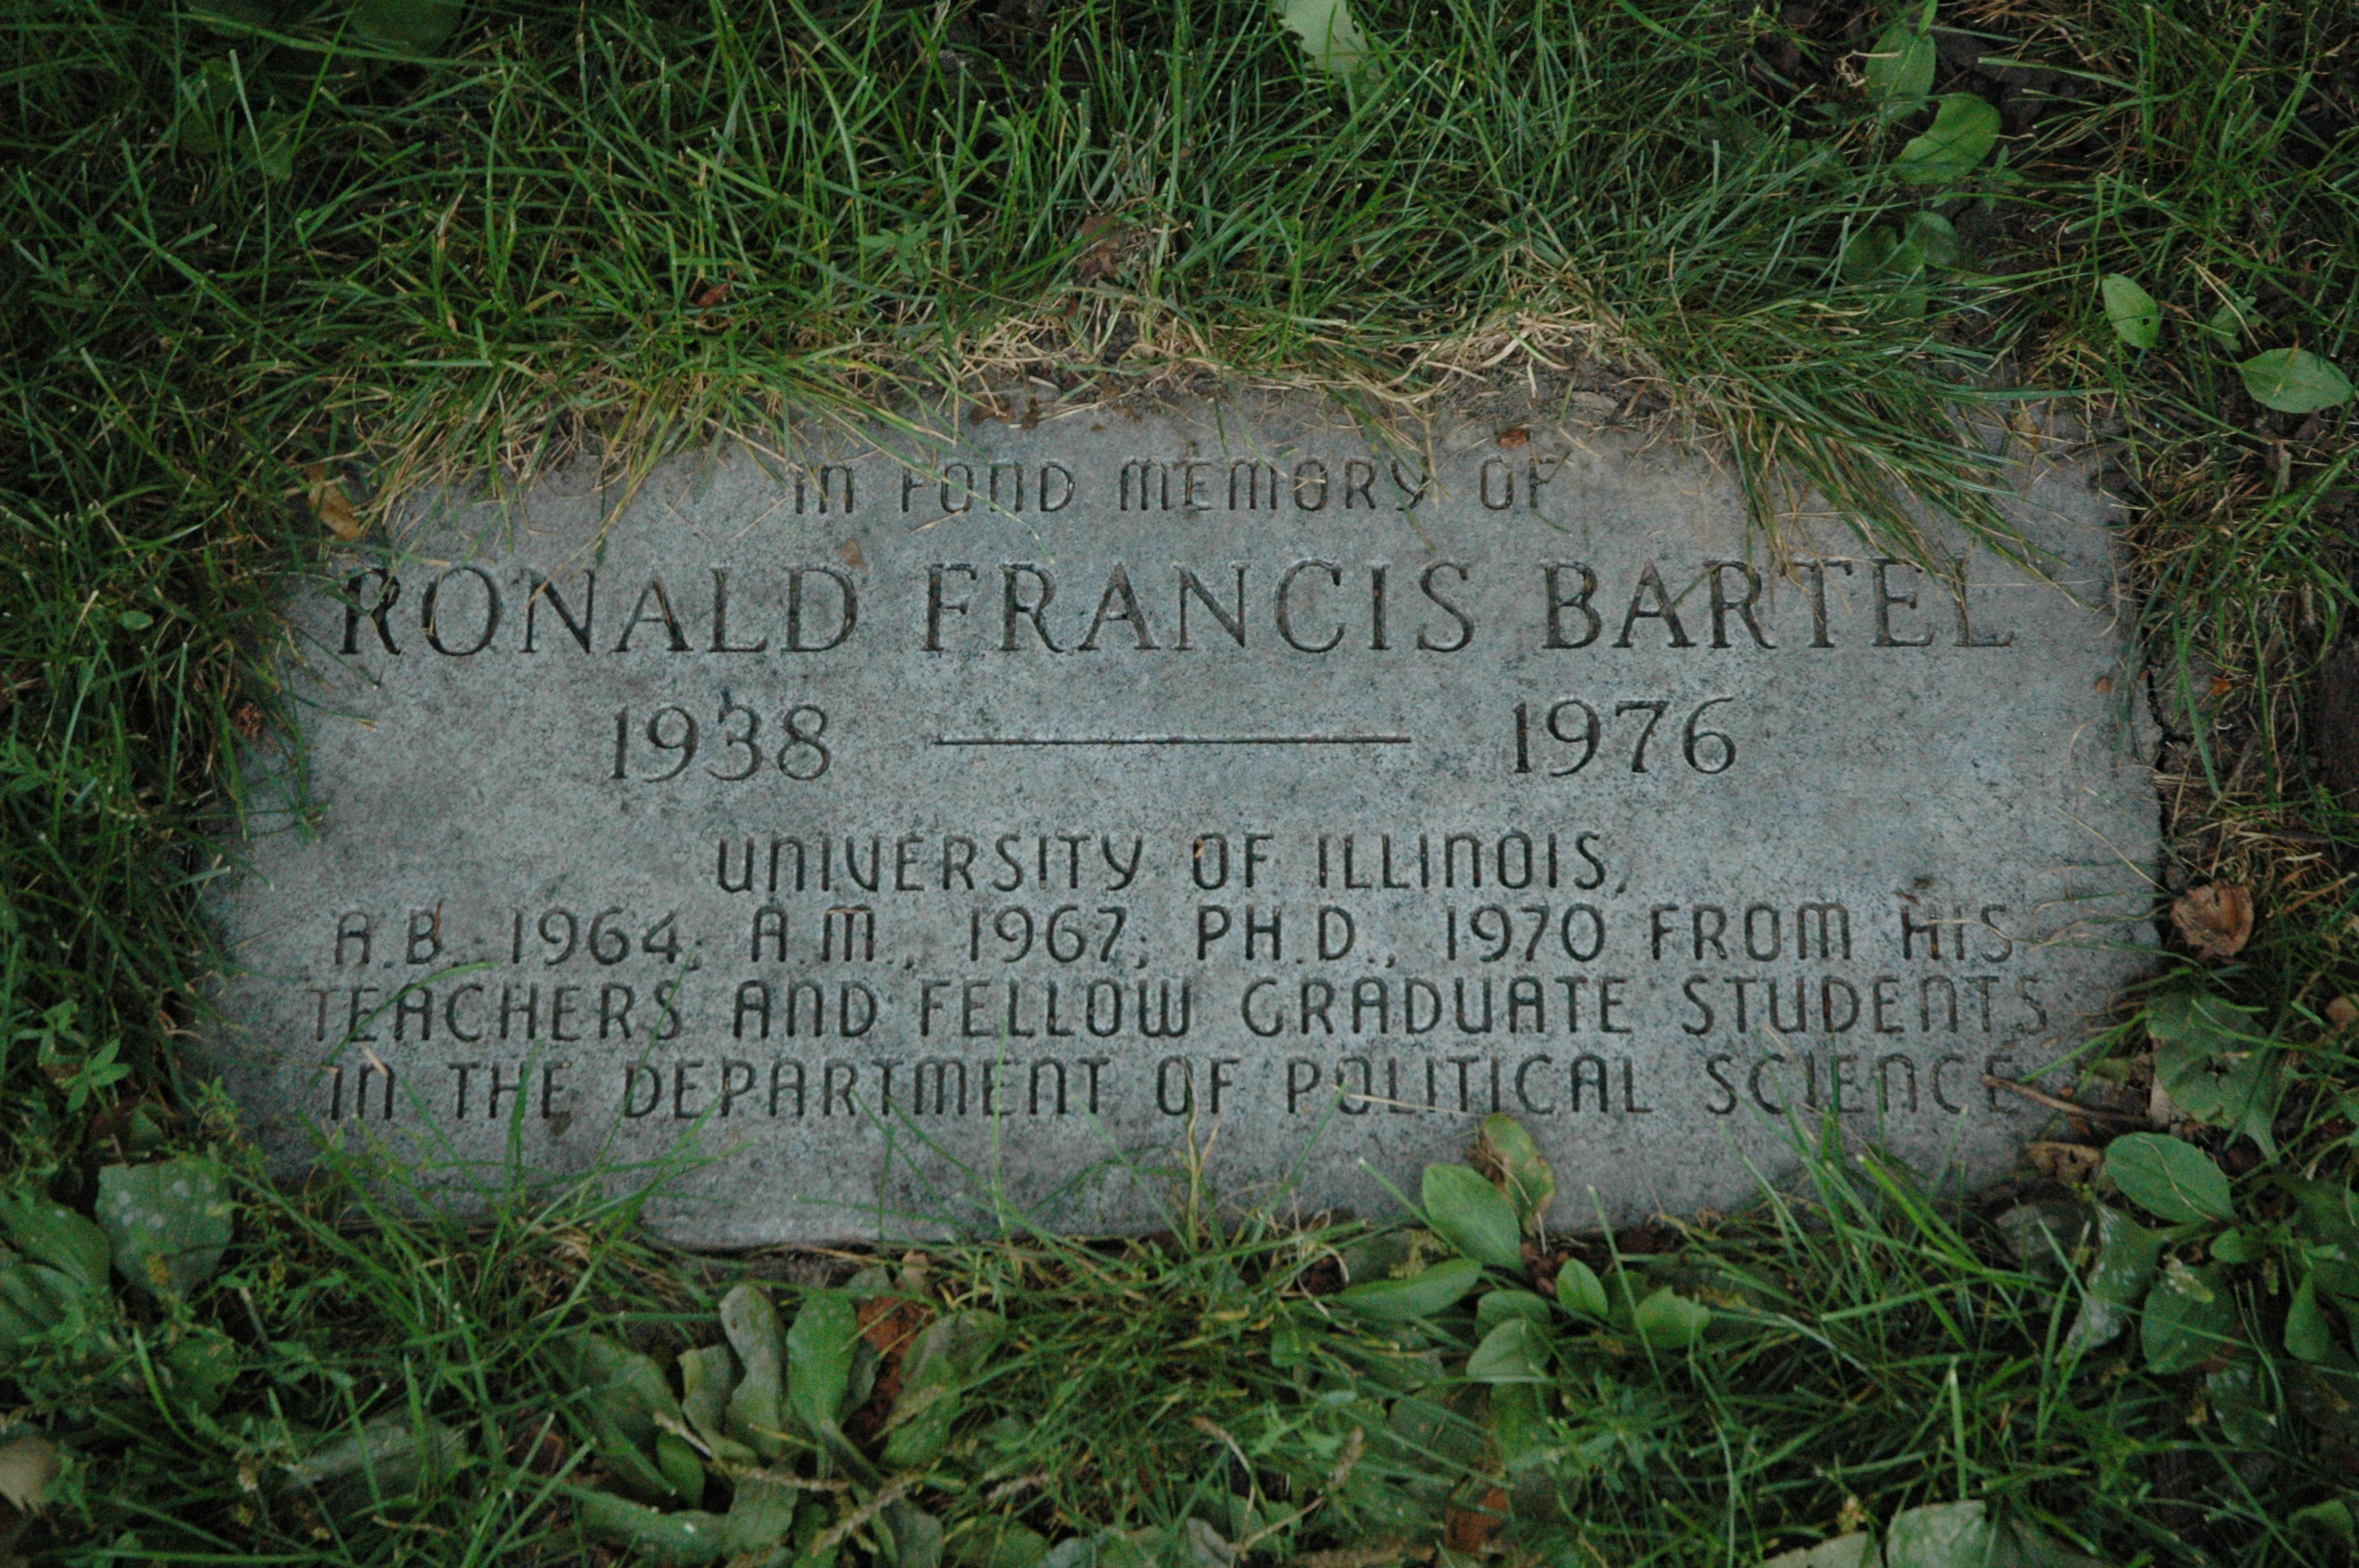 IN FOND MEMORY OF
RONALD FRANCIS BARTEL
1938 — 1976
UNIVERSITY OF ILLINOIS,
A.B., 1964; A.M., 1967; PH.D., 1970 FROM HIS
TEACHERS AND FELLOW GRADUATE STUDENTS
IN THE DEPARTMENT OF POLITICAL SCIENCE